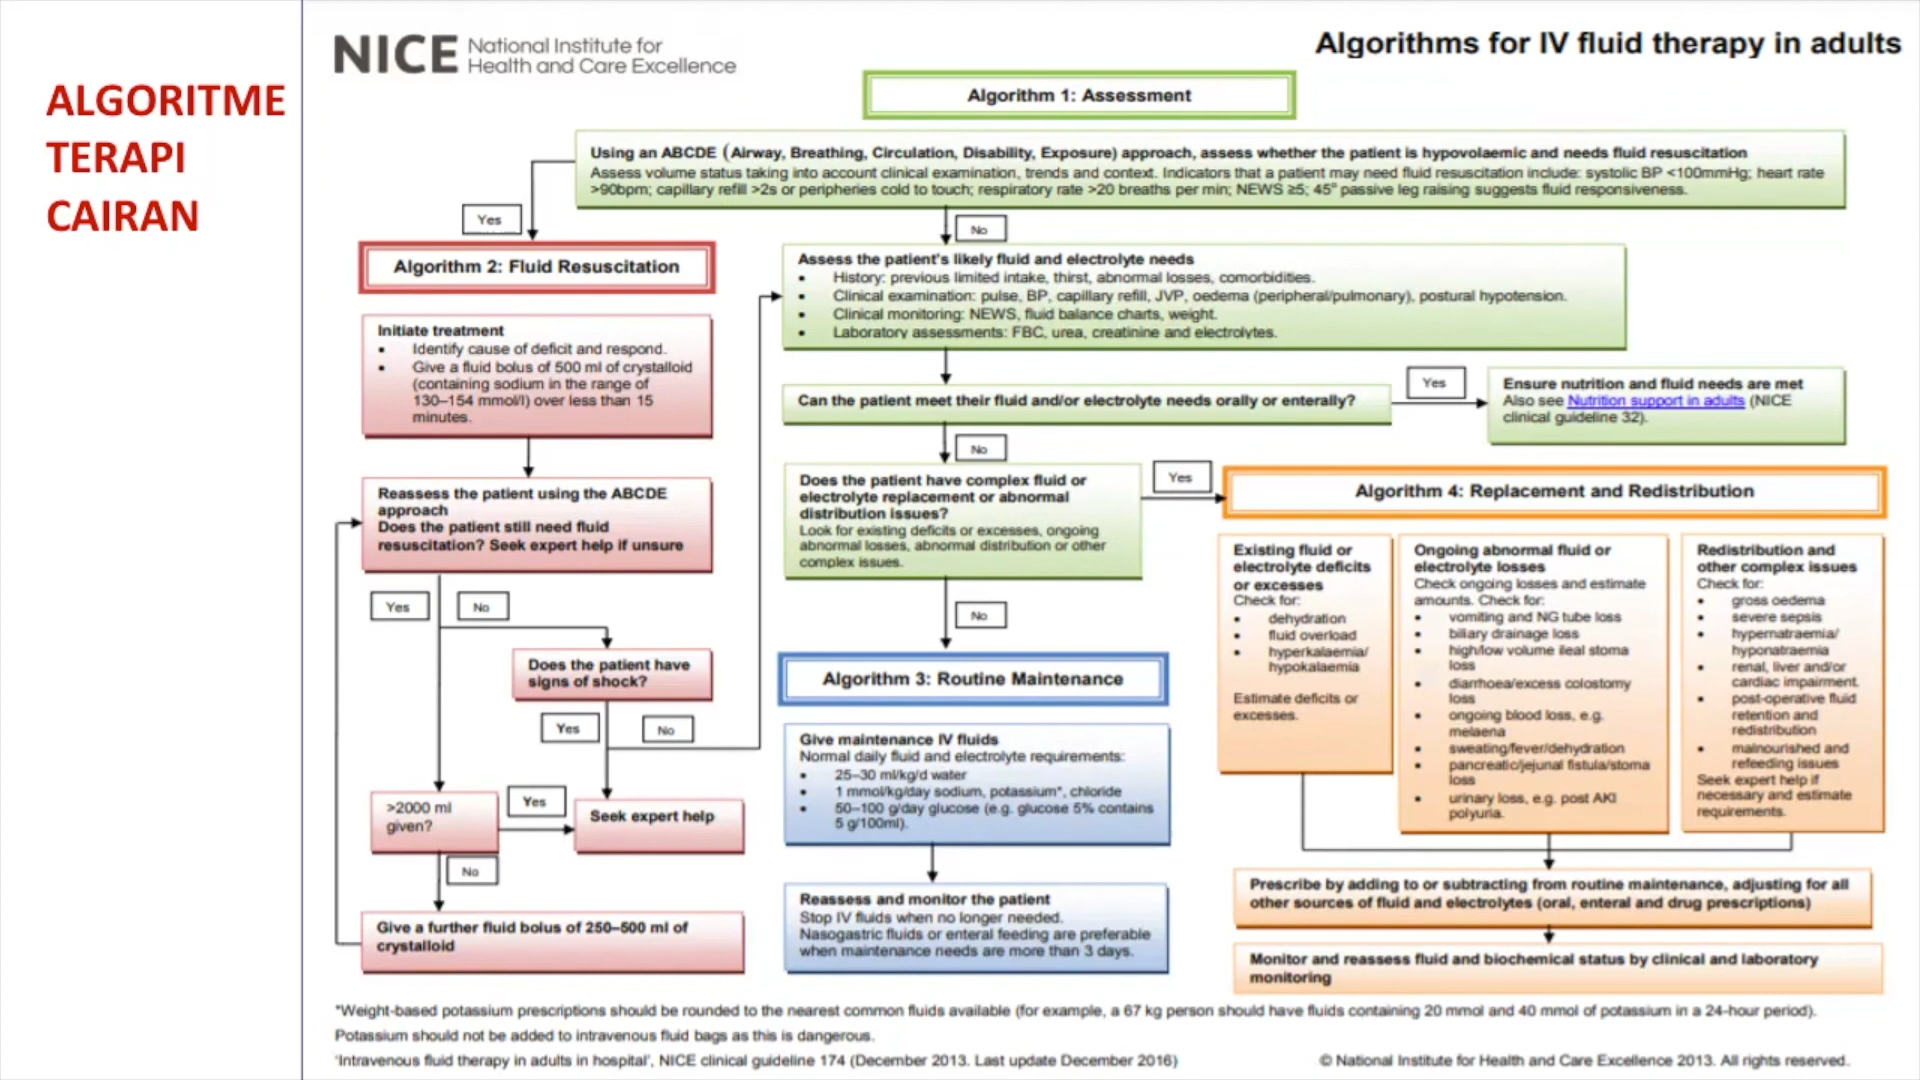 ALGORITME
TERAPI
CAIRAN
NICE National Institute for
Health and Care Excellence
Algorithms for IV fluid therapy in adults
Algorithm 1: Assessment
Using an ABCDE (Airway, Breathing, Circulation, Disability, Exposure) approach, assess whether the patient is hypovolaemic and needs fluid resuscitation
Assess volume status taking into account clinical examination, trends and context. Indicators that a patient may need fluid resuscitation include: systolic BP <100mmHg; heart rate
>90bpm; capillary refill >2s or peripheries cold to touch; respiratory rate >20 breaths per min; NEWS ≥5; 45° passive leg raising suggests fluid responsiveness.
Yes
No
Algorithm 2: Fluid Resuscitation
Initiate treatment
• Identify cause of deficit and respond.
• Give a fluid bolus of 500 ml of crystalloid
(containing sodium in the range of
130–154 mmol/l) over less than 15
minutes.
Reassess the patient using the ABCDE
approach
Does the patient still need fluid
resuscitation? Seek expert help if unsure
Yes
No
Does the patient have
signs of shock?
Yes
No
>2000 ml
given?
Yes
Seek expert help
No
Give a further fluid bolus of 250–500 ml of
crystalloid
Assess the patient's likely fluid and electrolyte needs
• History: previous limited intake, thirst, abnormal losses, comorbidities.
• Clinical examination: pulse, BP, capillary refill, JVP, oedema (peripheral/pulmonary), postural hypotension.
• Clinical monitoring: NEWS, fluid balance charts, weight.
• Laboratory assessments: FBC, urea, creatinine and electrolytes.
Can the patient meet their fluid and/or electrolyte needs orally or enterally?
Yes
Ensure nutrition and fluid needs are met
Also see Nutrition support in adults (NICE
clinical guideline 32).
No
Does the patient have complex fluid or
electrolyte replacement or abnormal
distribution issues?
Look for existing deficits or excesses, ongoing
abnormal losses, abnormal distribution or other
complex issues.
Yes
No
Algorithm 3: Routine Maintenance
Give maintenance IV fluids
Normal daily fluid and electrolyte requirements:
• 25–30 ml/kg/d water
• 1 mmol/kg/day sodium, potassium*, chloride
• 50–100 g/day glucose (e.g. glucose 5% contains
5 g/100ml).
Reassess and monitor the patient
Stop IV fluids when no longer needed.
Nasogastric fluids or enteral feeding are preferable
when maintenance needs are more than 3 days.
Algorithm 4: Replacement and Redistribution
Existing fluid or
electrolyte deficits
or excesses
Check for:
• dehydration
• fluid overload
• hyperkalaemia/
hypokalaemia
Estimate deficits or
excesses.
Ongoing abnormal fluid or
electrolyte losses
Check ongoing losses and estimate
amounts. Check for:
• vomiting and NG tube loss
• biliary drainage loss
• high/low volume ileal stoma
loss
• diarrhoea/excess colostomy
loss
• ongoing blood loss, e.g.
melaena
• sweating/fever/dehydration
• pancreatic/jejunal fistula/stoma
loss
• urinary loss, e.g. post AKI
polyuria.
Redistribution and
other complex issues
Check for:
• gross oedema
• severe sepsis
• hypernatraemia/
hyponatraemia
• renal, liver and/or
cardiac impairment.
• post-operative fluid
retention and
redistribution
• malnourished and
refeeding issues
Seek expert help if
necessary and estimate
requirements.
Prescribe by adding to or subtracting from routine maintenance, adjusting for all
other sources of fluid and electrolytes (oral, enteral and drug prescriptions)
Monitor and reassess fluid and biochemical status by clinical and laboratory
monitoring
*Weight-based potassium prescriptions should be rounded to the nearest common fluids available (for example, a 67 kg person should have fluids containing 20 mmol and 40 mmol of potassium in a 24-hour period).
Potassium should not be added to intravenous fluid bags as this is dangerous.
'Intravenous fluid therapy in adults in hospital', NICE clinical guideline 174 (December 2013. Last update December 2016)
© National Institute for Health and Care Excellence 2013. All rights reserved.